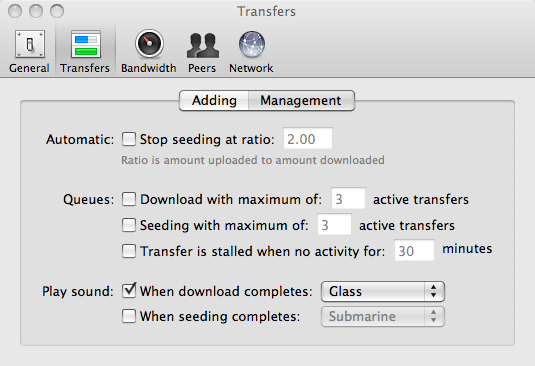 Transfers
General Transfers Bandwidth Peers Network
Adding Management
Automatic: Stop seeding at ratio: 2.00
Ratio is amount uploaded to amount downloaded
Queues: Download with maximum of: 3 active transfers
Seeding with maximum of: 3 active transfers
Transfer is stalled when no activity for: 30 minutes
Play sound: When download completes: Glass
When seeding completes: Submarine